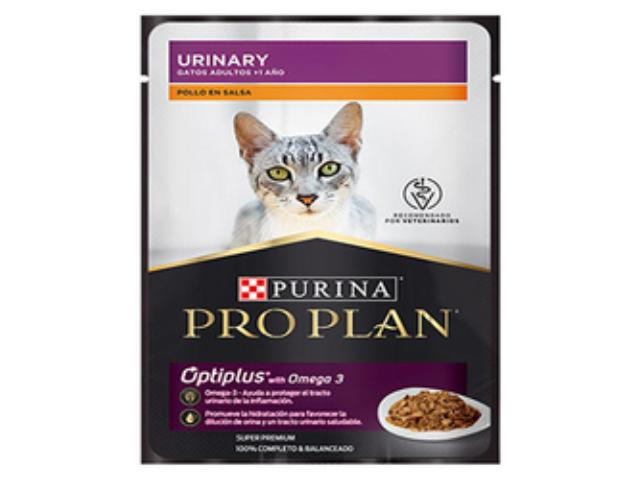 URINARY
GATOS ADULTOS +1 AÑO
POLLO EN SALSA
RECOMENDADO
POR VETERINARIOS
PURINA
PRO PLAN
Optiplus+ with Omega 3
Omega-3 - Ayuda a proteger el tracto
urinario de la inflamación.
Promueve la hidratación para favorecer la
dilución de orina y un tracto urinario saludable.
SUPER PREMIUM
100% COMPLETO & BALANCEADO